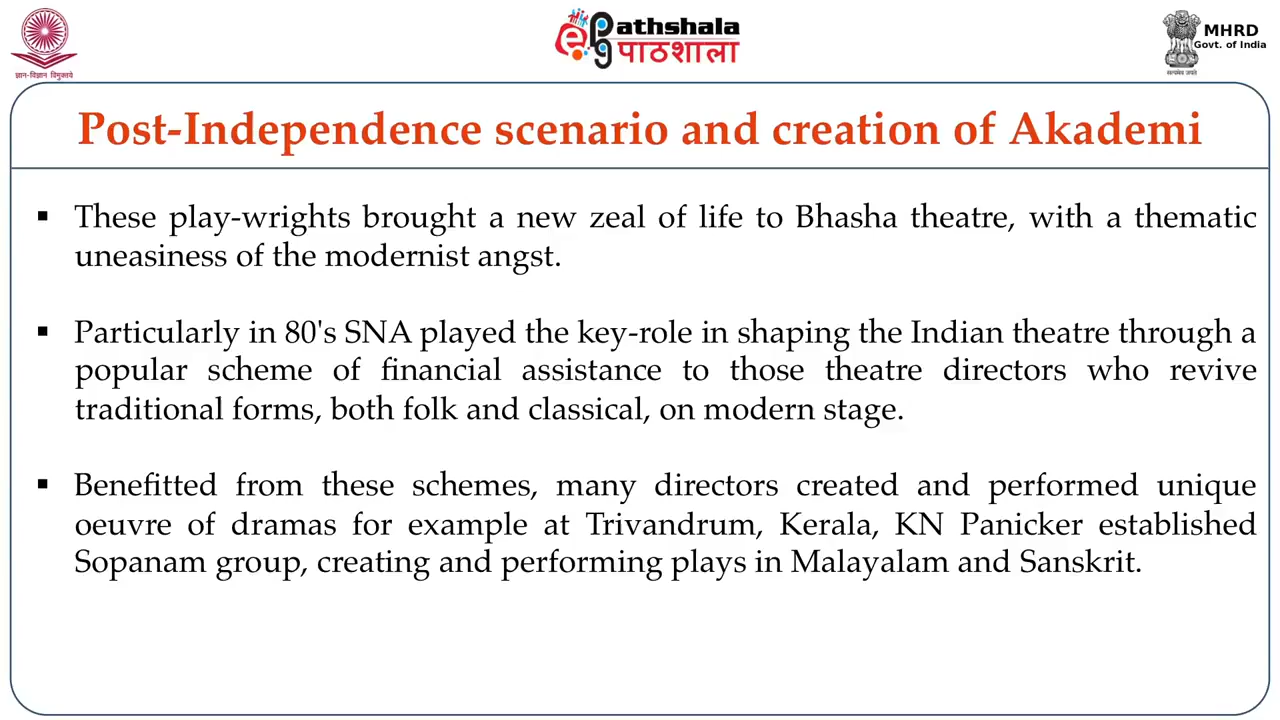 ज्ञान-विज्ञान विमुक्तये
ePathshala
पाठशाला
सत्यमेव जयते
MHRD
Govt. of India
Post-Independence scenario and creation of Akademi
▪ These play-wrights brought a new zeal of life to Bhasha theatre, with a thematic
uneasiness of the modernist angst.
▪ Particularly in 80's SNA played the key-role in shaping the Indian theatre through a
popular scheme of financial assistance to those theatre directors who revive
traditional forms, both folk and classical, on modern stage.
▪ Benefitted from these schemes, many directors created and performed unique
oeuvre of dramas for example at Trivandrum, Kerala, KN Panicker established
Sopanam group, creating and performing plays in Malayalam and Sanskrit.